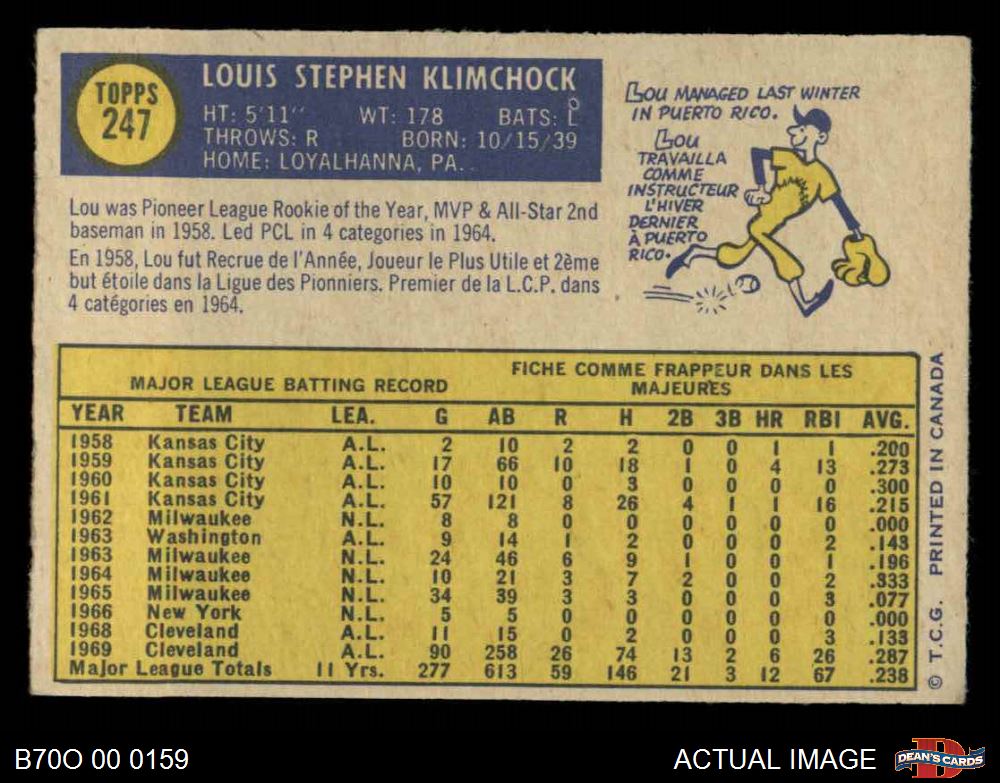 TOPPS
247
LOUIS STEPHEN KLIMCHOCK
HT: 5'11" WT: 178 BATS: L
THROWS: R BORN: 10/15/39
HOME: LOYALHANNA, PA.
LOU MANAGED LAST WINTER
IN PUERTO RICO.
LOU
TRAVAILLA
COMME
INSTRUCTEUR
L'HIVER
DERNIER
À PUERTO
RICO.
Lou was Pioneer League Rookie of the Year, MVP & All-Star 2nd
baseman in 1958. Led PCL in 4 categories in 1964.
En 1958, Lou fut Recrue de l'Année, Joueur le Plus Utile et 2ème
but étoile dans la Ligue des Pionniers. Premier de la L.C.P. dans
4 catégories en 1964.
MAJOR LEAGUE BATTING RECORD
FICHE COMME FRAPPEUR DANS LES
MAJEURES
YEAR TEAM LEA. G AB R H 2B 3B HR RBI AVG.
1958 Kansas City A.L. 2 10 2 2 0 0 1 1 .200
1959 Kansas City A.L. 17 66 10 18 1 0 4 13 .273
1960 Kansas City A.L. 10 10 0 3 0 0 0 0 .300
1961 Kansas City A.L. 57 121 8 26 4 1 1 16 .215
1962 Milwaukee N.L. 8 8 0 0 0 0 0 0 .000
1963 Washington A.L. 9 14 1 2 0 0 0 2 .143
1963 Milwaukee N.L. 24 46 6 9 1 0 0 1 .196
1964 Milwaukee N.L. 10 21 3 7 2 0 0 2 .333
1965 Milwaukee N.L. 34 39 3 3 0 0 0 3 .077
1966 New York N.L. 5 5 0 0 0 0 0 0 .000
1968 Cleveland A.L. 11 15 0 2 0 0 0 3 .133
1969 Cleveland A.L. 90 258 26 74 13 2 6 26 .287
Major League Totals 11 Yrs. 277 613 59 146 21 3 12 67 .238
© T.C.G. PRINTED IN CANADA
B70O 00 0159
ACTUAL IMAGE
D
DEAN'S CARDS